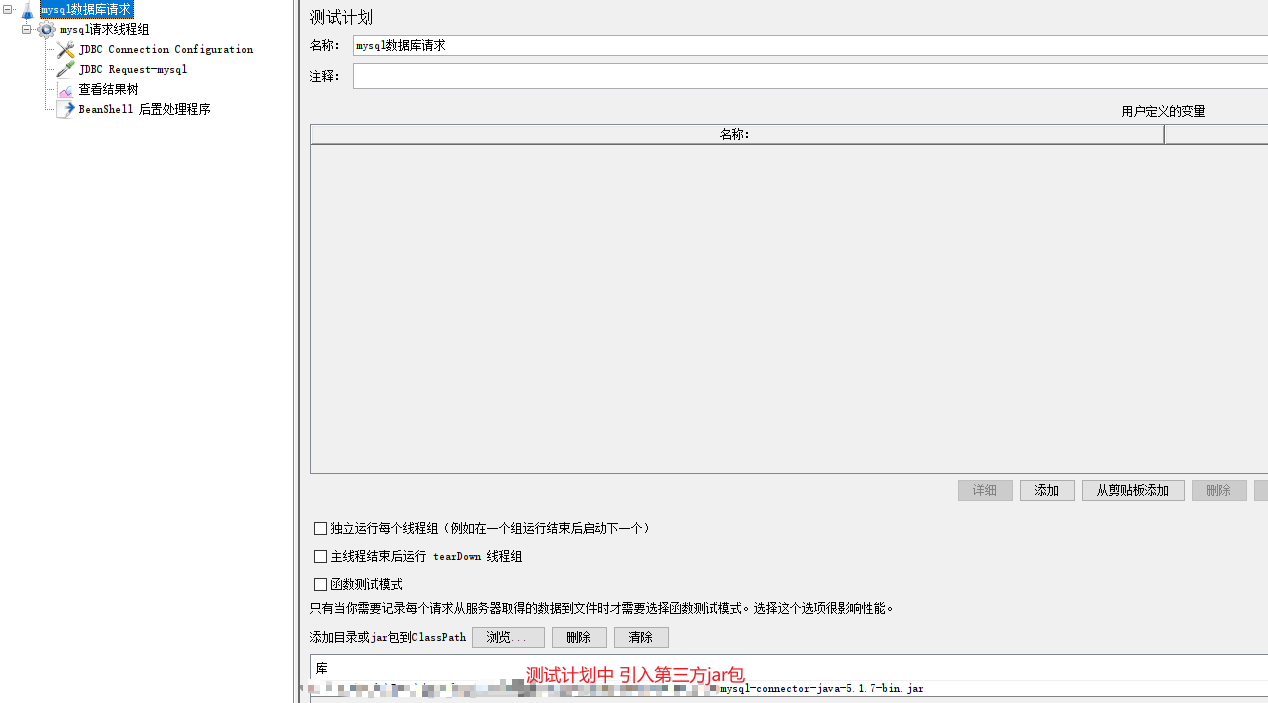 mysql数据库请求
mysql请求线程组
JDBC Connection Configuration
JDBC Request-mysql
查看结果树
BeanShell 后置处理程序
测试计划
名称： mysql数据库请求
注释：
用户定义的变量
名称:
详细 添加 从剪贴板添加 删除
独立运行每个线程组（例如在一个组运行结束后启动下一个）
主线程结束后运行 tearDown 线程组
函数测试模式
只有当你需要记录每个请求从服务器取得的数据到文件时才需要选择函数测试模式。选择这个选项很影响性能。
添加目录或jar包到ClassPath 浏览... 删除 清除
库
测试计划中 引入第三方jar包
mysql-connector-java-5.1.7-bin.jar